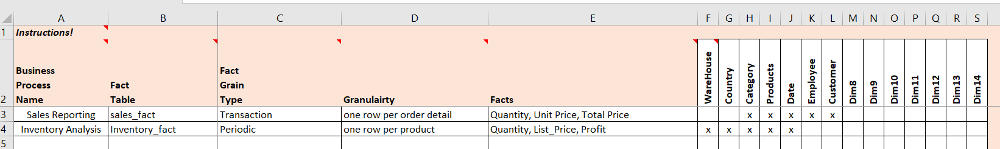 A B C D E F G H I J K L M N O P Q R S
1 Instructions!
2 Business Process Name Fact Table Fact Grain Type Granulairty Facts WareHouse Country Category Products Date Employee Customer Dim8 Dim9 Dim10 Dim11 Dim12 Dim13 Dim14
3 Sales Reporting sales_fact Transaction one row per order detail Quantity, Unit Price, Total Price x x x x x
4 Inventory Analysis Inventory_fact Periodic one row per product Quantity, List_Price, Profit x x x x x
5